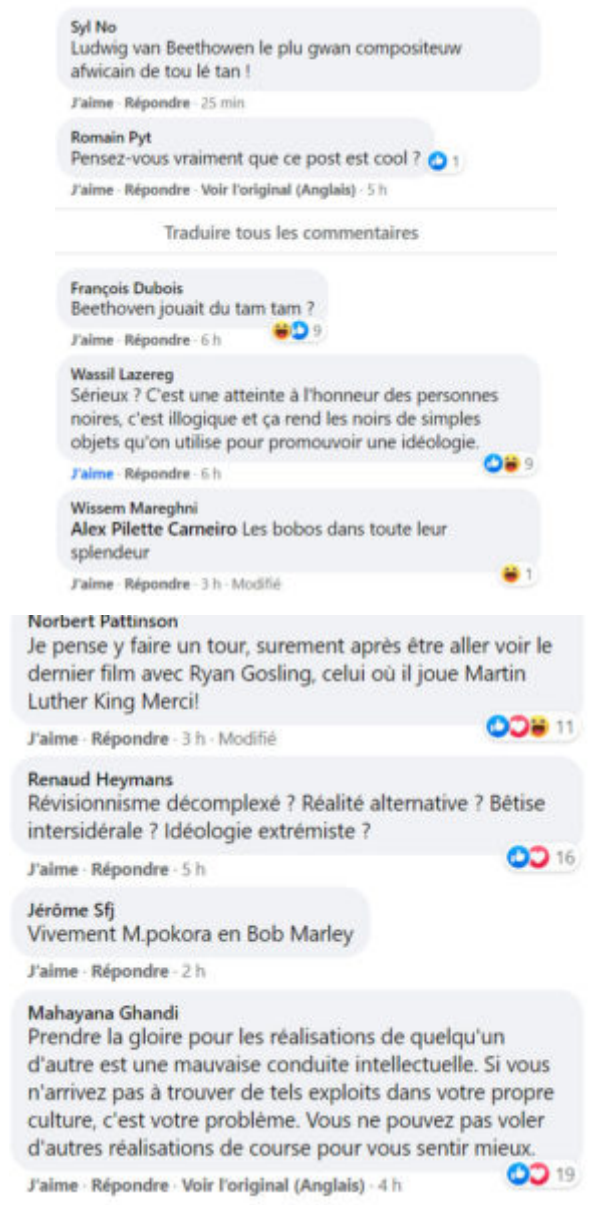 Syl No
Ludwig van Beethowen le plu gwan compositeuw
afwicain de tou lé tan !
J'aime · Répondre · 25 min
Romain Pyt
Pensez-vous vraiment que ce post est cool ? 1
J'aime · Répondre · Voir l'original (Anglais) · 5 h
Traduire tous les commentaires
François Dubois
Beethoven jouait du tam tam ?
9
J'aime · Répondre · 6 h
Wassil Lazereg
Sérieux ? C'est une atteinte à l'honneur des personnes
noires, c'est illogique et ça rend les noirs de simples
objets qu'on utilise pour promouvoir une idéologie.
9
J'aime · Répondre · 6 h
Wissem Mareghni
Alex Pilette Carneiro Les bobos dans toute leur
splendeur
1
J'aime · Répondre · 3 h · Modifié
Norbert Pattinson
Je pense y faire un tour, surement après être aller voir le
dernier film avec Ryan Gosling, celui où il joue Martin
Luther King Merci!
11
J'aime · Répondre · 3 h · Modifié
Renaud Heymans
Révisionnisme décomplexé ? Réalité alternative ? Bêtise
intersidérale ? Idéologie extrémiste ?
16
J'aime · Répondre · 5 h
Jérôme Sfj
Vivement M.pokora en Bob Marley
J'aime · Répondre · 2 h
Mahayana Ghandi
Prendre la gloire pour les réalisations de quelqu'un
d'autre est une mauvaise conduite intellectuelle. Si vous
n'arrivez pas à trouver de tels exploits dans votre propre
culture, c'est votre problème. Vous ne pouvez pas voler
d'autres réalisations de course pour vous sentir mieux.
19
J'aime · Répondre · Voir l'original (Anglais) · 4 h